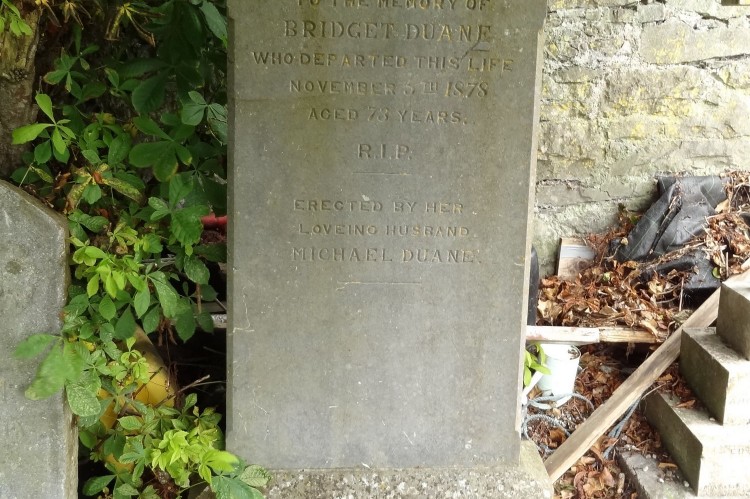 TO THE MEMORY OF
BRIDGET DUANE
WHO DEPARTED THIS LIFE
NOVEMBER 5TH 1878
AGED 73 YEARS.
R.I.P.
ERECTED BY HER
LOVEING HUSBAND
MICHAEL DUANE.